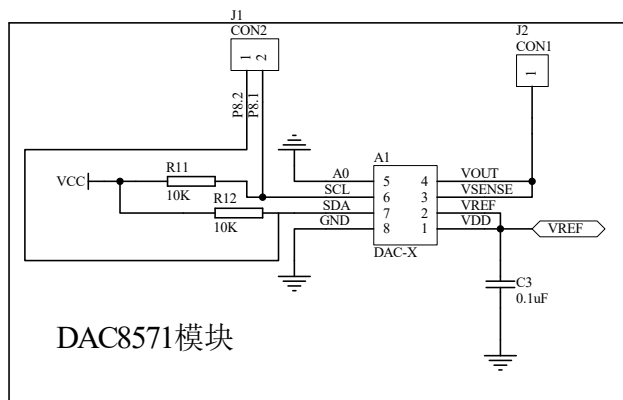 J1
CON2
1 2
P8.2
P8.1
J2
CON1
1
VCC
R11
10K
R12
10K
A0
SCL
SDA
GND
A1
5 4
6 3
7 2
8 1
DAC-X
VOUT
VSENSE
VREF
VDD
VREF
C3
0.1uF
DAC8571模块